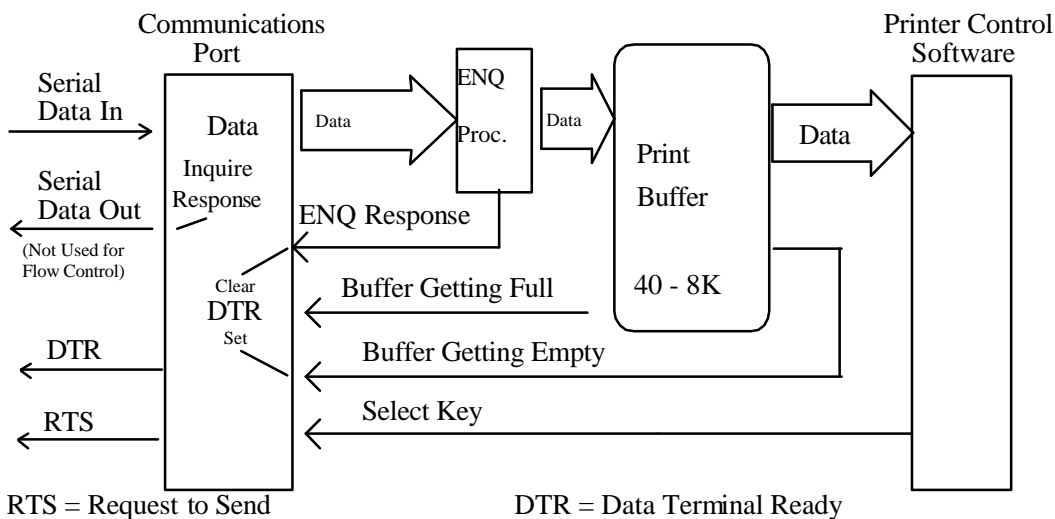 Communications
Port
Printer Control
Software
Serial
Data In
Data
Inquire
Response
Serial
Data Out
(Not Used for
Flow Control)
Data
ENQ
Proc.
Data
Print
Buffer
40 - 8K
Data
ENQ Response
Clear
DTR
Set
Buffer Getting Full
Buffer Getting Empty
Select Key
DTR
RTS
RTS = Request to Send
DTR = Data Terminal Ready